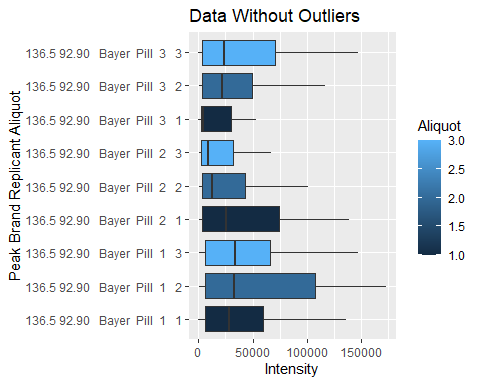 Data Without Outliers
136.5 92.90 Bayer Pill 3 3
136.5 92.90 Bayer Pill 3 2
136.5 92.90 Bayer Pill 3 1
136.5 92.90 Bayer Pill 2 3
136.5 92.90 Bayer Pill 2 2
136.5 92.90 Bayer Pill 2 1
136.5 92.90 Bayer Pill 1 3
136.5 92.90 Bayer Pill 1 2
136.5 92.90 Bayer Pill 1 1
Peak Brand Replicant Aliquot
0 50000 100000 150000
Intensity
Aliquot
3.0
2.5
2.0
1.5
1.0